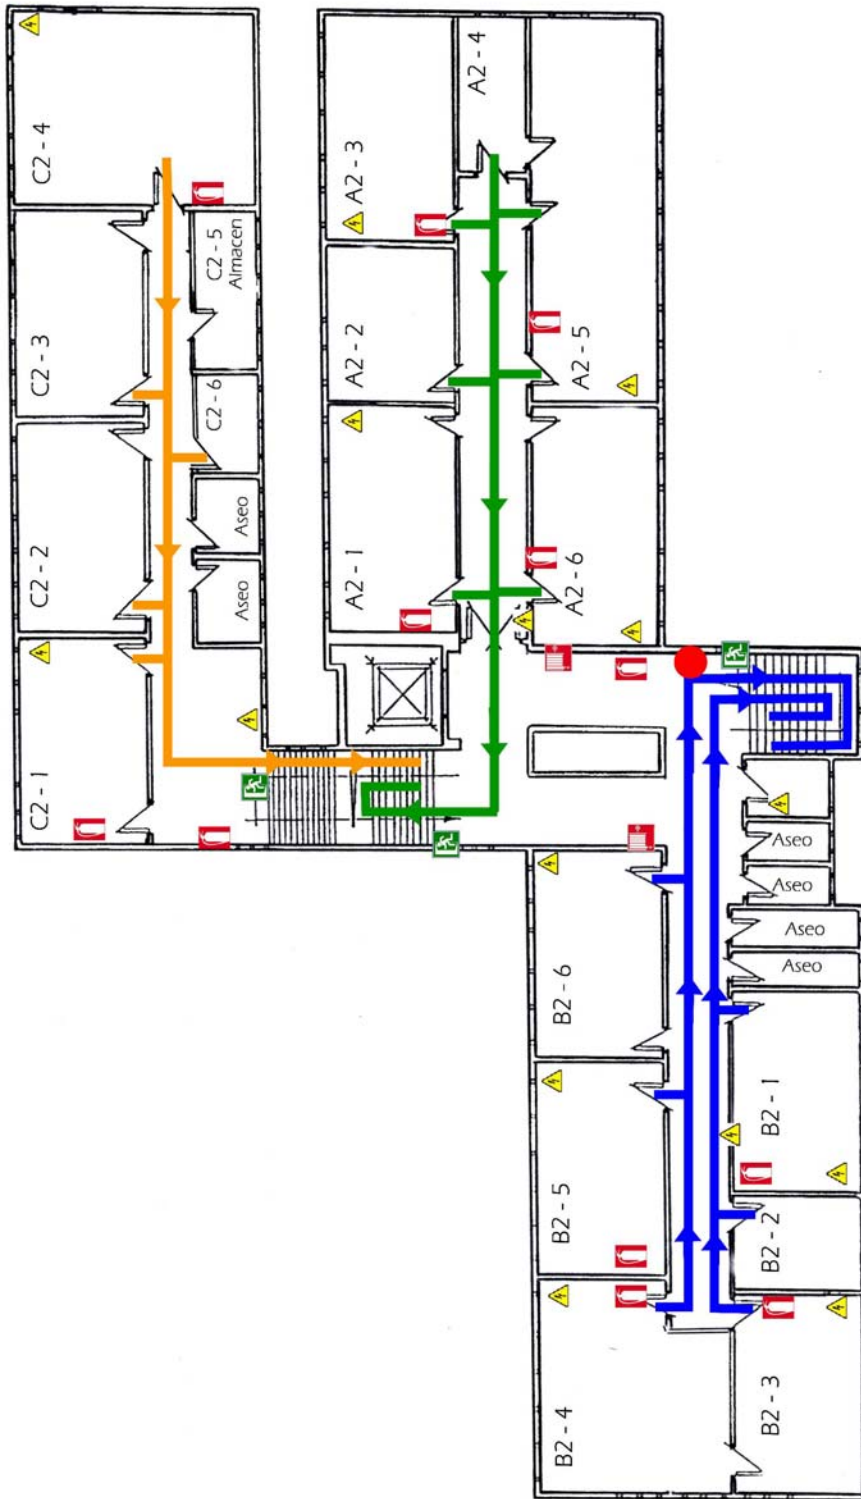 C2 - 4
C2 - 3
C2 - 5
Almacen
C2 - 6
C2 - 2
Aseo
Aseo
C2 - 1
A2 - 4
A2 - 3
A2 - 2
A2 - 5
A2 - 1
A2 - 6
B2 - 6
B2 - 5
B2 - 4
Aseo
Aseo
Aseo
Aseo
B2 - 1
B2 - 2
B2 - 3